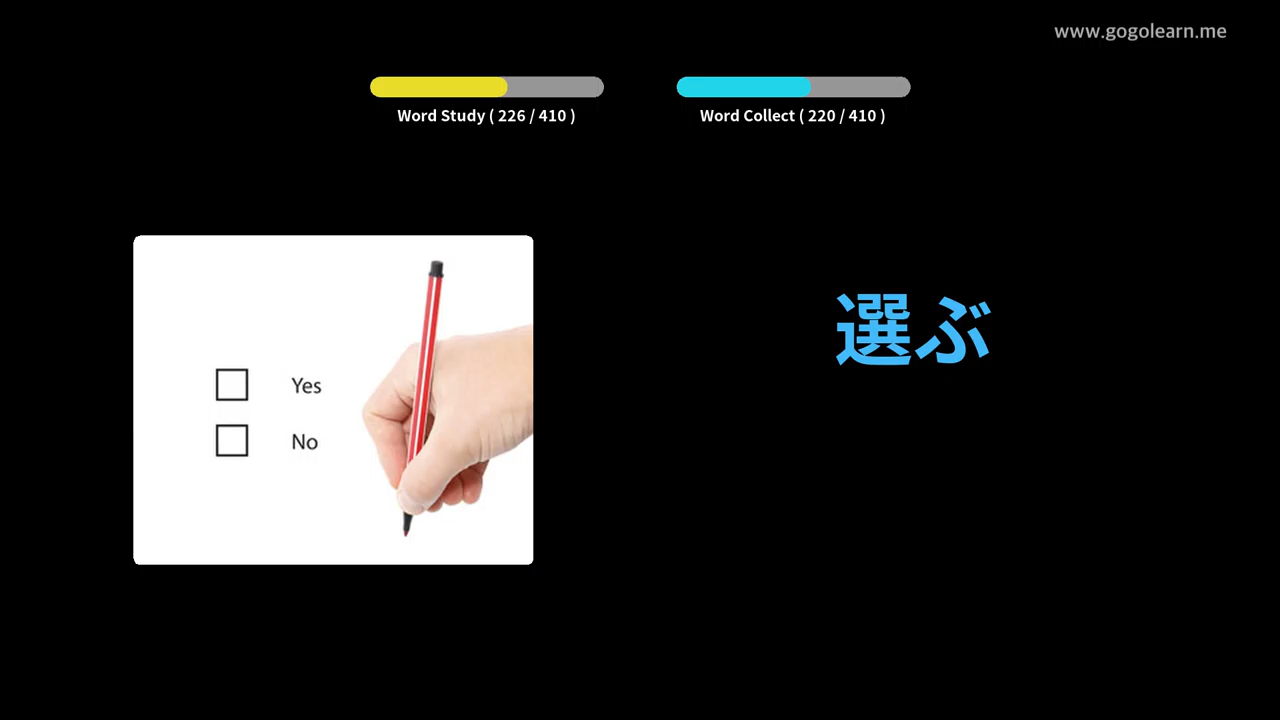 www.gogolearn.me
Word Study ( 226 / 410 )
Word Collect ( 220 / 410 )
Yes
No
選ぶ